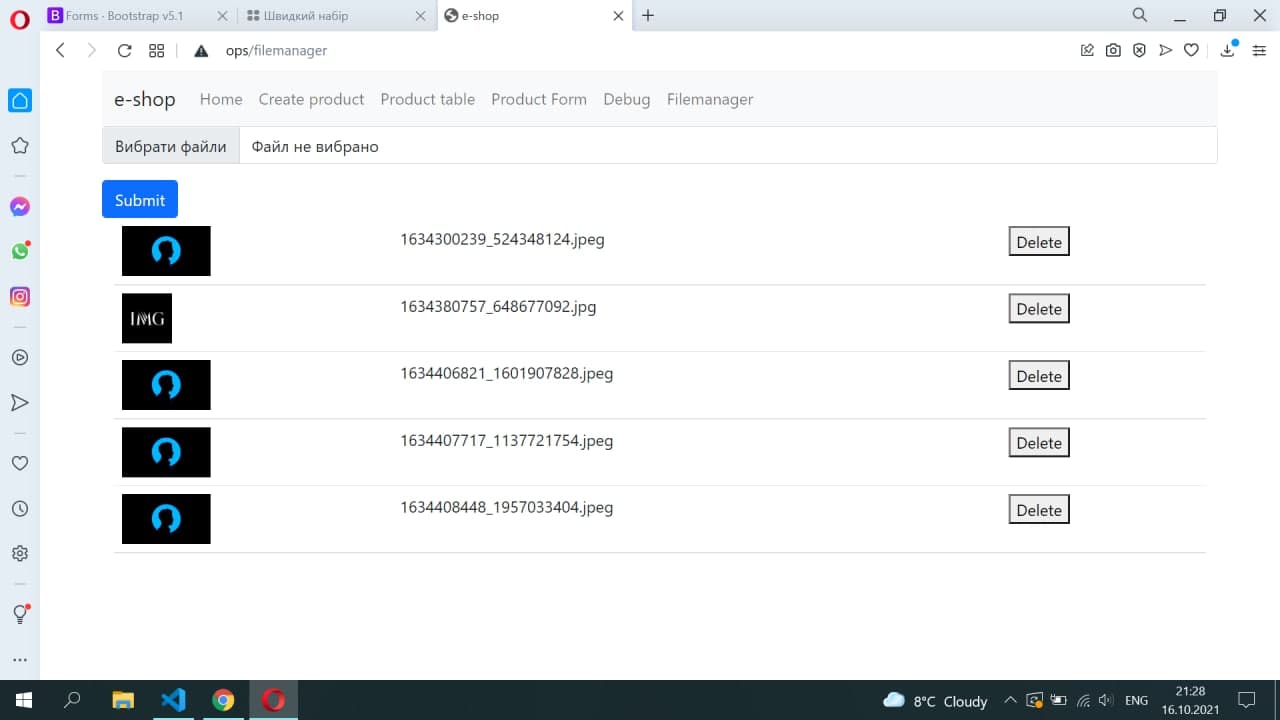 B Forms · Bootstrap v5.1
Швидкий набір
e-shop
ops/filemanager
e-shop Home Create product Product table Product Form Debug Filemanager
Вибрати файли Файл не вибрано
Submit
1634300239_524348124.jpeg Delete
IMG 1634380757_648677092.jpg Delete
1634406821_1601907828.jpeg Delete
1634407717_1137721754.jpeg Delete
1634408448_1957033404.jpeg Delete
8°C Cloudy
ENG
21:28
16.10.2021